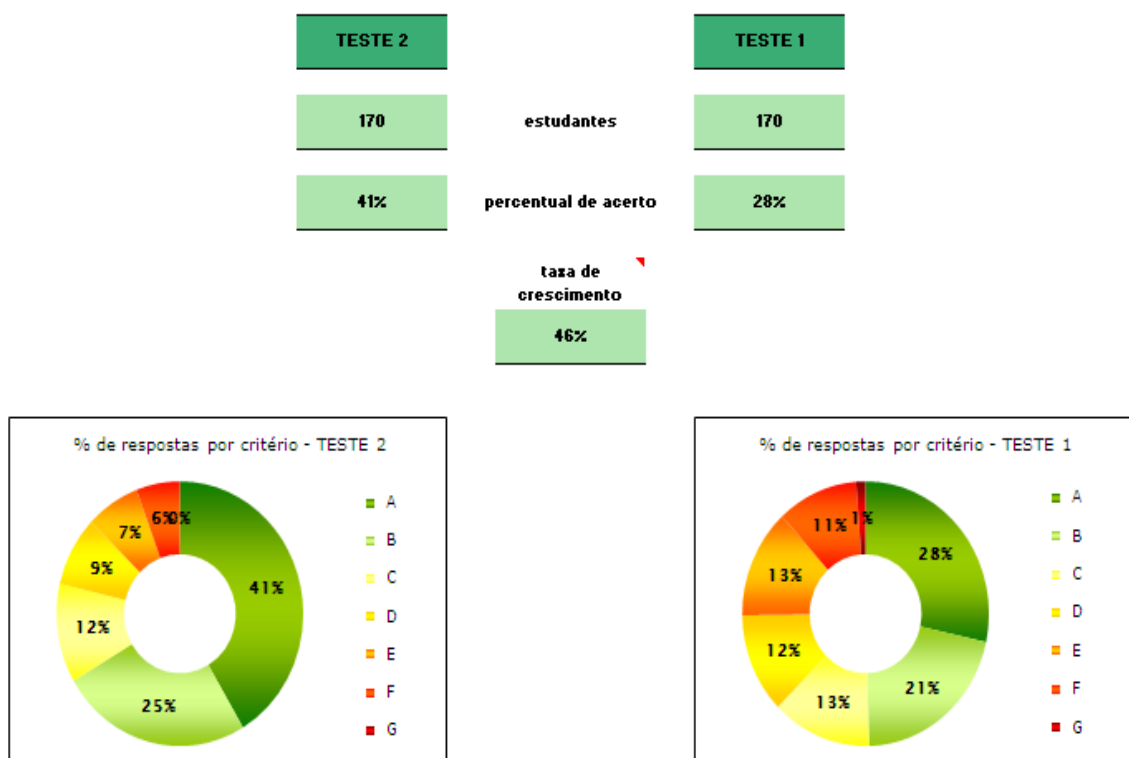 TESTE 2
TESTE 1
170
estudantes
170
41%
percentual de acerto
28%
taxa de
crescimento
46%
% de respostas por critério - TESTE 2
41%
25%
12%
9%
7%
6%
0%
A
B
C
D
E
F
G
% de respostas por critério - TESTE 1
28%
21%
13%
12%
13%
11%
1%
A
B
C
D
E
F
G